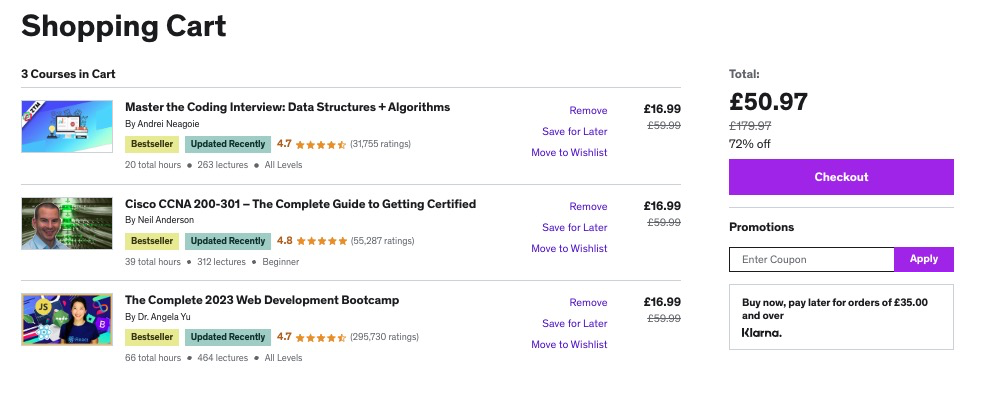 Shopping Cart
3 Courses in Cart
ZTM
Master the Coding Interview: Data Structures + Algorithms
By Andrei Neagoie
Bestseller Updated Recently 4.7 (31,755 ratings)
20 total hours • 263 lectures • All Levels
Remove
Save for Later
Move to Wishlist
£16.99
£59.99
Cisco CCNA 200-301 – The Complete Guide to Getting Certified
By Neil Anderson
Bestseller Updated Recently 4.8 (55,287 ratings)
39 total hours • 312 lectures • Beginner
Remove
Save for Later
Move to Wishlist
£16.99
£59.99
JS
B
React
The Complete 2023 Web Development Bootcamp
By Dr. Angela Yu
Bestseller Updated Recently 4.7 (295,730 ratings)
66 total hours • 464 lectures • All Levels
Remove
Save for Later
Move to Wishlist
£16.99
£59.99
Total:
£50.97
£179.97
72% off
Checkout
Promotions
Enter Coupon
Apply
Buy now, pay later for orders of £35.00
and over
Klarna.